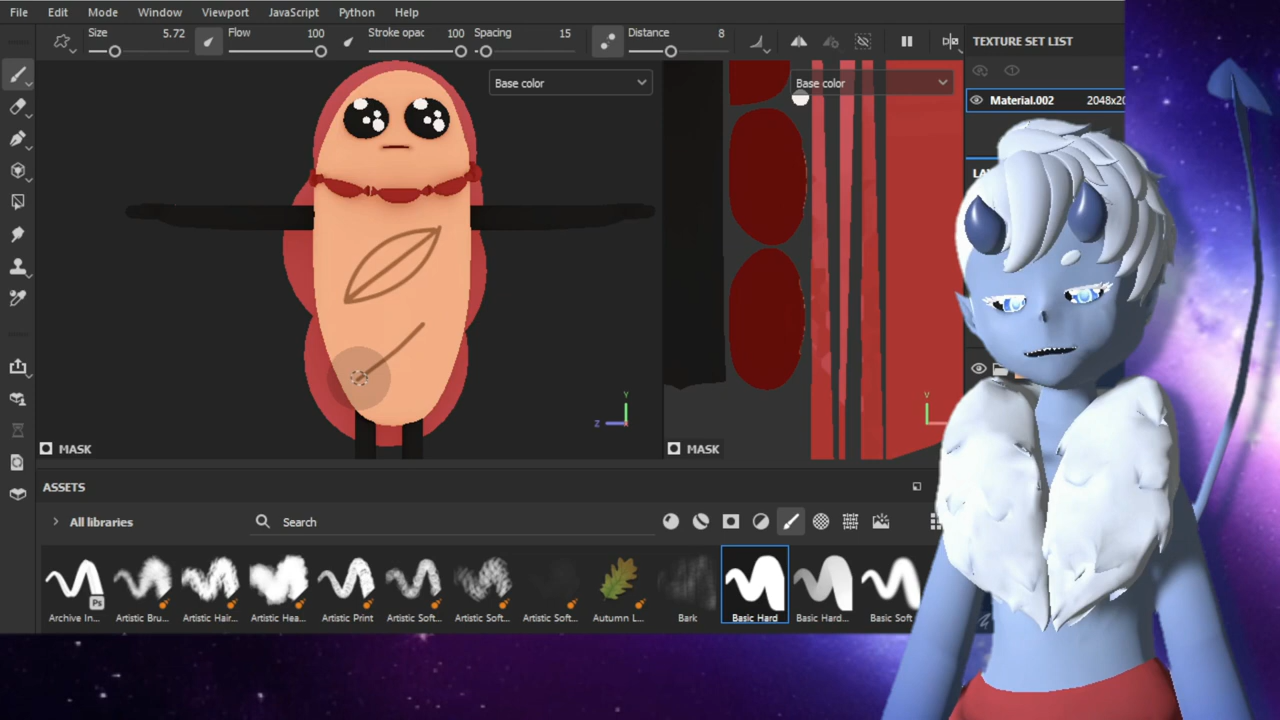 File Edit Mode Window Viewport JavaScript Python Help
Size 5.72 Flow 100 Stroke opac 100 Spacing 15 Distance 8
TEXTURE SET LIST
Base color
Base color
Material.002 2048x20
LA
Y
Z
V
MASK
MASK
ASSETS
All libraries
Search
Ps
Archive In... Artistic Bru... Artistic Hair... Artistic Hea... Artistic Print Artistic Soft... Artistic Soft... Artistic Soft... Autumn L... Bark Basic Hard Basic Hard... Basic Soft